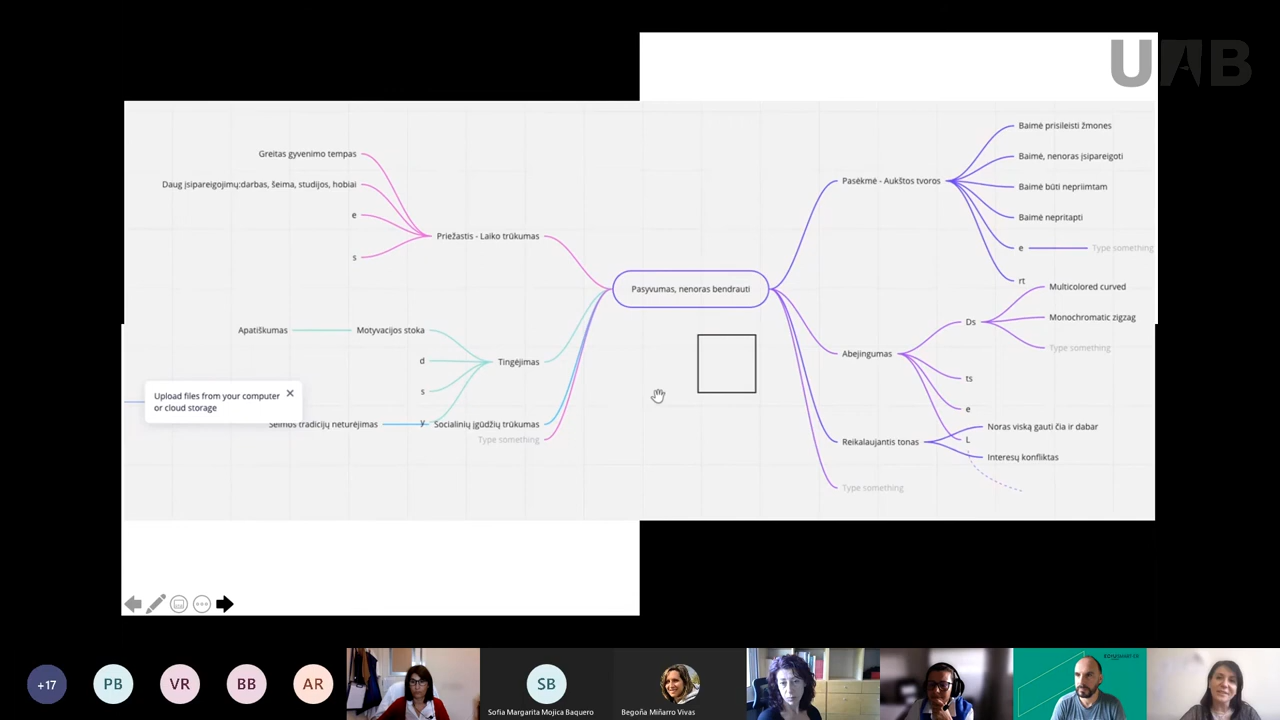 UAB
Greitas gyvenimo tempas
Daug įsipareigojimų:darbas, šeima, studijos, hobiai
e
s
Priežastis - Laiko trūkumas
Apatiškumas
Motyvacijos stoka
d
s
y
Tingėjimas
Upload files from your computer
or cloud storage
Šeimos tradicijų neturėjimas
Socialinių įgūdžių trūkumas
Type something
Pasyvumas, nenoras bendrauti
Pasėkmė - Aukštos tvoros
Baimė prisileisti žmones
Baimė, nenoras įsipareigoti
Baimė būti nepriimtam
Baimė nepritapti
e
Type something
rt
Abejingumas
Ds
Multicolored curved
Monochromatic zigzag
Type something
ts
e
L
Reikalaujantis tonas
Noras viską gauti čia ir dabar
Interesų konfliktas
Type something
+17
PB
VR
BB
AR
SB
Sofia Margarita Mojica Baquero
Begoña Miñarro Vivas